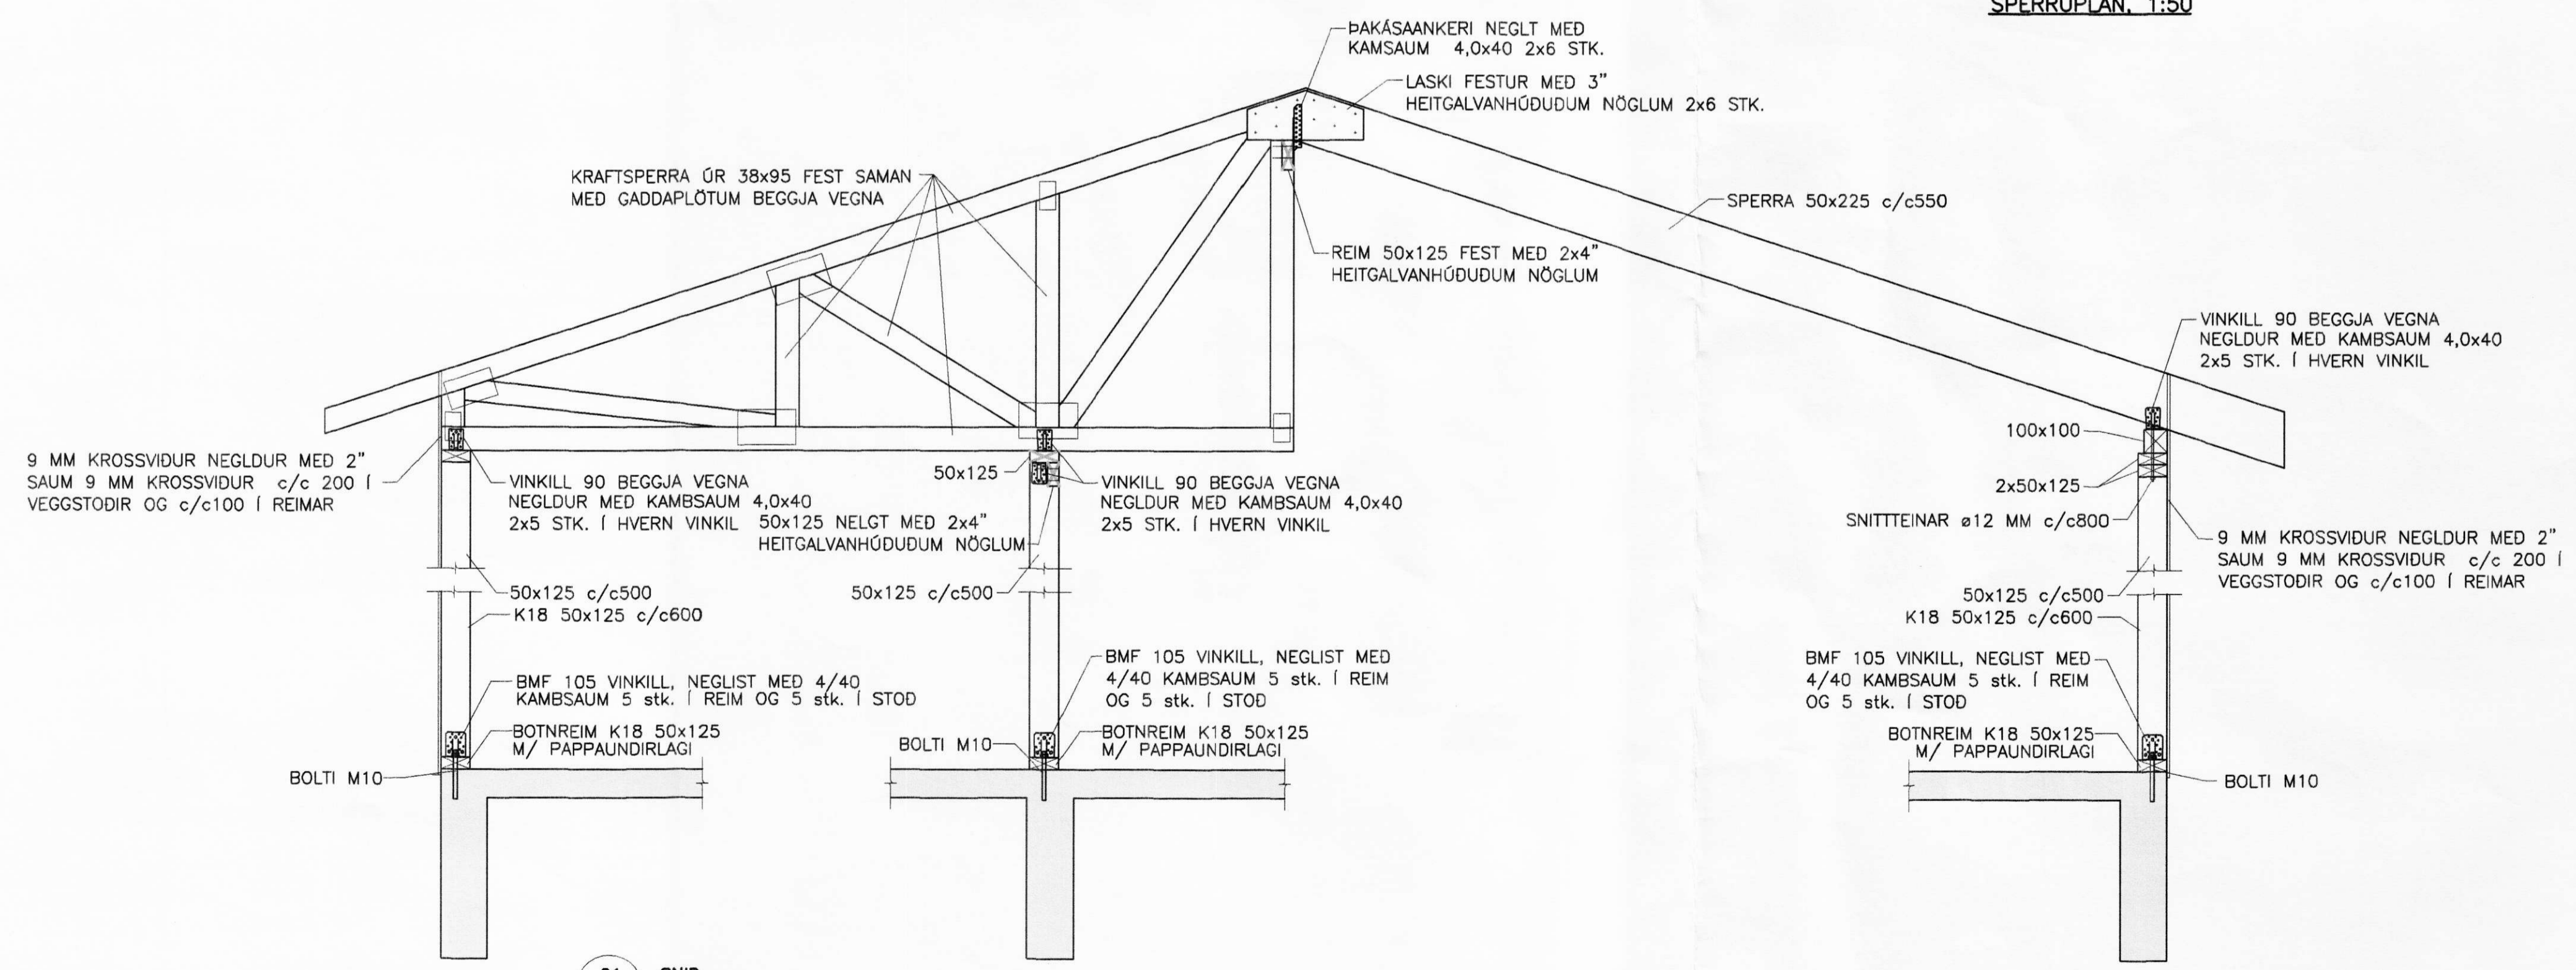 SPERRUPLAN, 1:50
ÞAKÁSAANKERI NEGLT MEÐ
KAMSAUM 4,0x40 2x6 STK.
LASKI FESTUR MEÐ 3"
HEITGALVANHÚÐUÐUM NÖGLUM 2x6 STK.
KRAFTSPERRA ÚR 38x95 FEST SAMAN
MEÐ GADDAPLÖTUM BEGGJA VEGNA
SPERRA 50x225 c/c550
REIM 50x125 FEST MEÐ 2x4"
HEITGALVANHÚÐUÐUM NÖGLUM
VINKILL 90 BEGGJA VEGNA
NEGLDUR MEÐ KAMBSAUM 4,0x40
2x5 STK. Í HVERN VINKIL
100x100
2x50x125
SNITTTEINAR ø12 MM c/c800
9 MM KROSSVIÐUR NEGLDUR MEÐ 2"
SAUM 9 MM KROSSVIÐUR c/c 200 Í
VEGGSTOÐIR OG c/c100 Í REIMAR
VINKILL 90 BEGGJA VEGNA
NEGLDUR MEÐ KAMBSAUM 4,0x40
2x5 STK. Í HVERN VINKIL
50x125
50x125 NELGT MEÐ 2x4"
HEITGALVANHÚÐUÐUM NÖGLUM
VINKILL 90 BEGGJA VEGNA
NEGLDUR MEÐ KAMBSAUM 4,0x40
2x5 STK. Í HVERN VINKIL
9 MM KROSSVIÐUR NEGLDUR MEÐ 2"
SAUM 9 MM KROSSVIÐUR c/c 200 Í
VEGGSTOÐIR OG c/c100 Í REIMAR
50x125 c/c500
K18 50x125 c/c600
50x125 c/c500
50x125 c/c500
K18 50x125 c/c600
BMF 105 VINKILL, NEGLIST MEÐ 4/40
KAMBSAUM 5 stk. Í REIM OG 5 stk. Í STOÐ
BOTNREIM K18 50x125
M/ PAPPAUNDIRLAGI
BOLTI M10
BMF 105 VINKILL, NEGLIST MEÐ
4/40 KAMBSAUM 5 stk. Í REIM
OG 5 stk. Í STOÐ
BOLTI M10
BOTNREIM K18 50x125
M/ PAPPAUNDIRLAGI
BMF 105 VINKILL, NEGLIST MEÐ
4/40 KAMBSAUM 5 stk. Í REIM
OG 5 stk. Í STOÐ
BOTNREIM K18 50x125
M/ PAPPAUNDIRLAGI
BOLTI M10